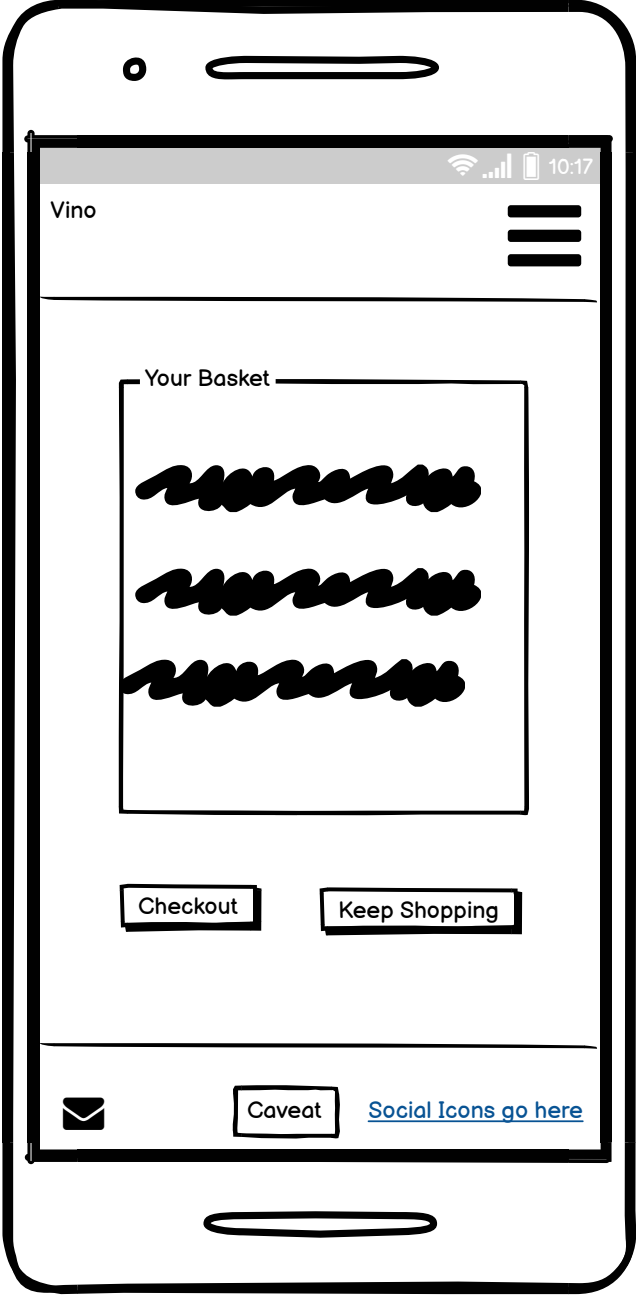 10:17
Vino
Your Basket
Checkout
Keep Shopping
Caveat
Social Icons go here